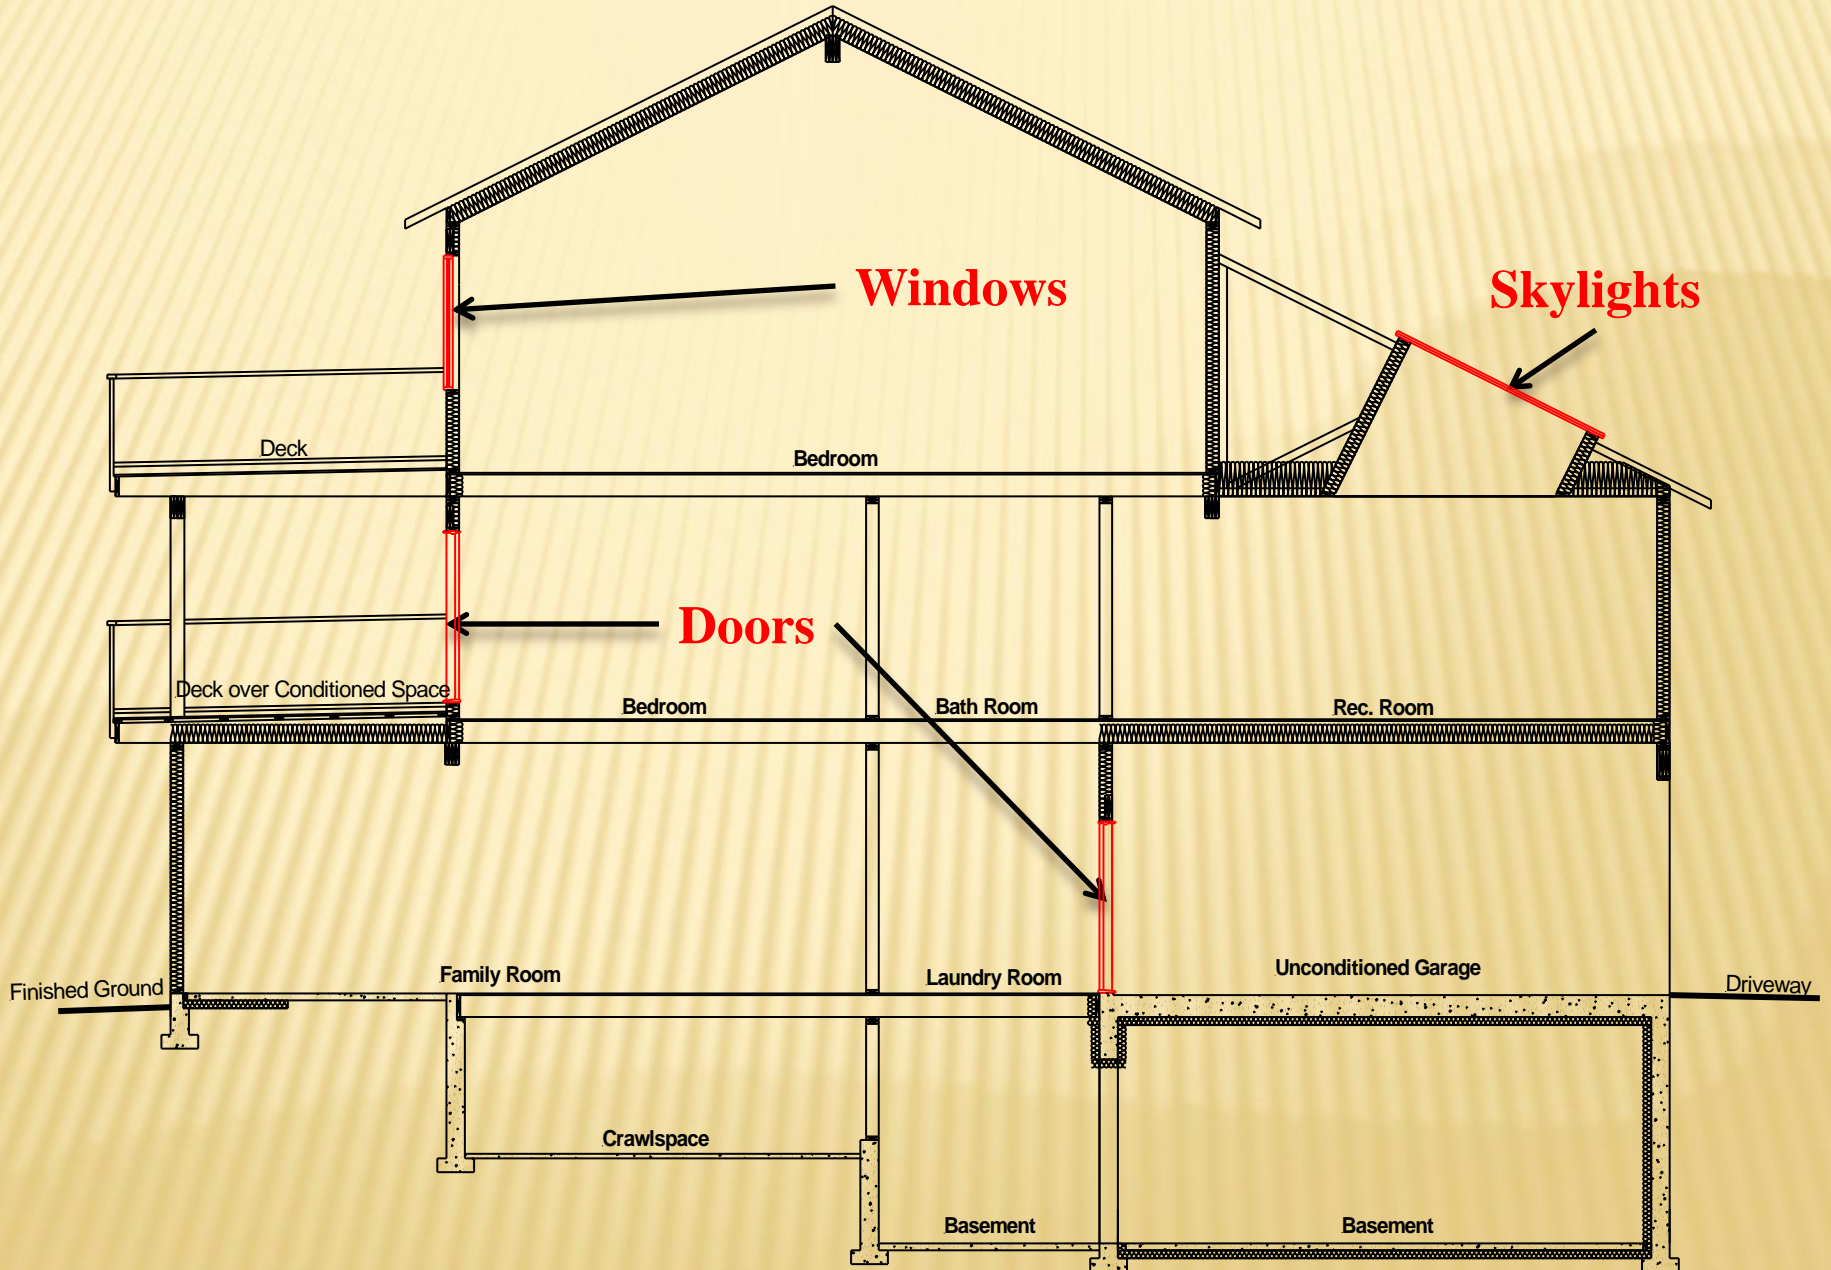 Windows
Skylights
Deck
Bedroom
Doors
Deck over Conditioned Space
Bedroom
Bath Room
Rec. Room
Finished Ground
Family Room
Laundry Room
Unconditioned Garage
Driveway
Crawlspace
Basement
Basement